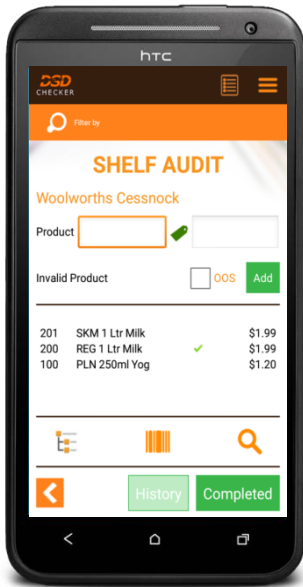 htc
DSD
CHECKER
Filter by
SHELF AUDIT
Woolworths Cessnock
Product
Invalid Product OOS Add
201 SKM 1 Ltr Milk $1.99
200 REG 1 Ltr Milk $1.99
100 PLN 250ml Yog $1.20
History Completed